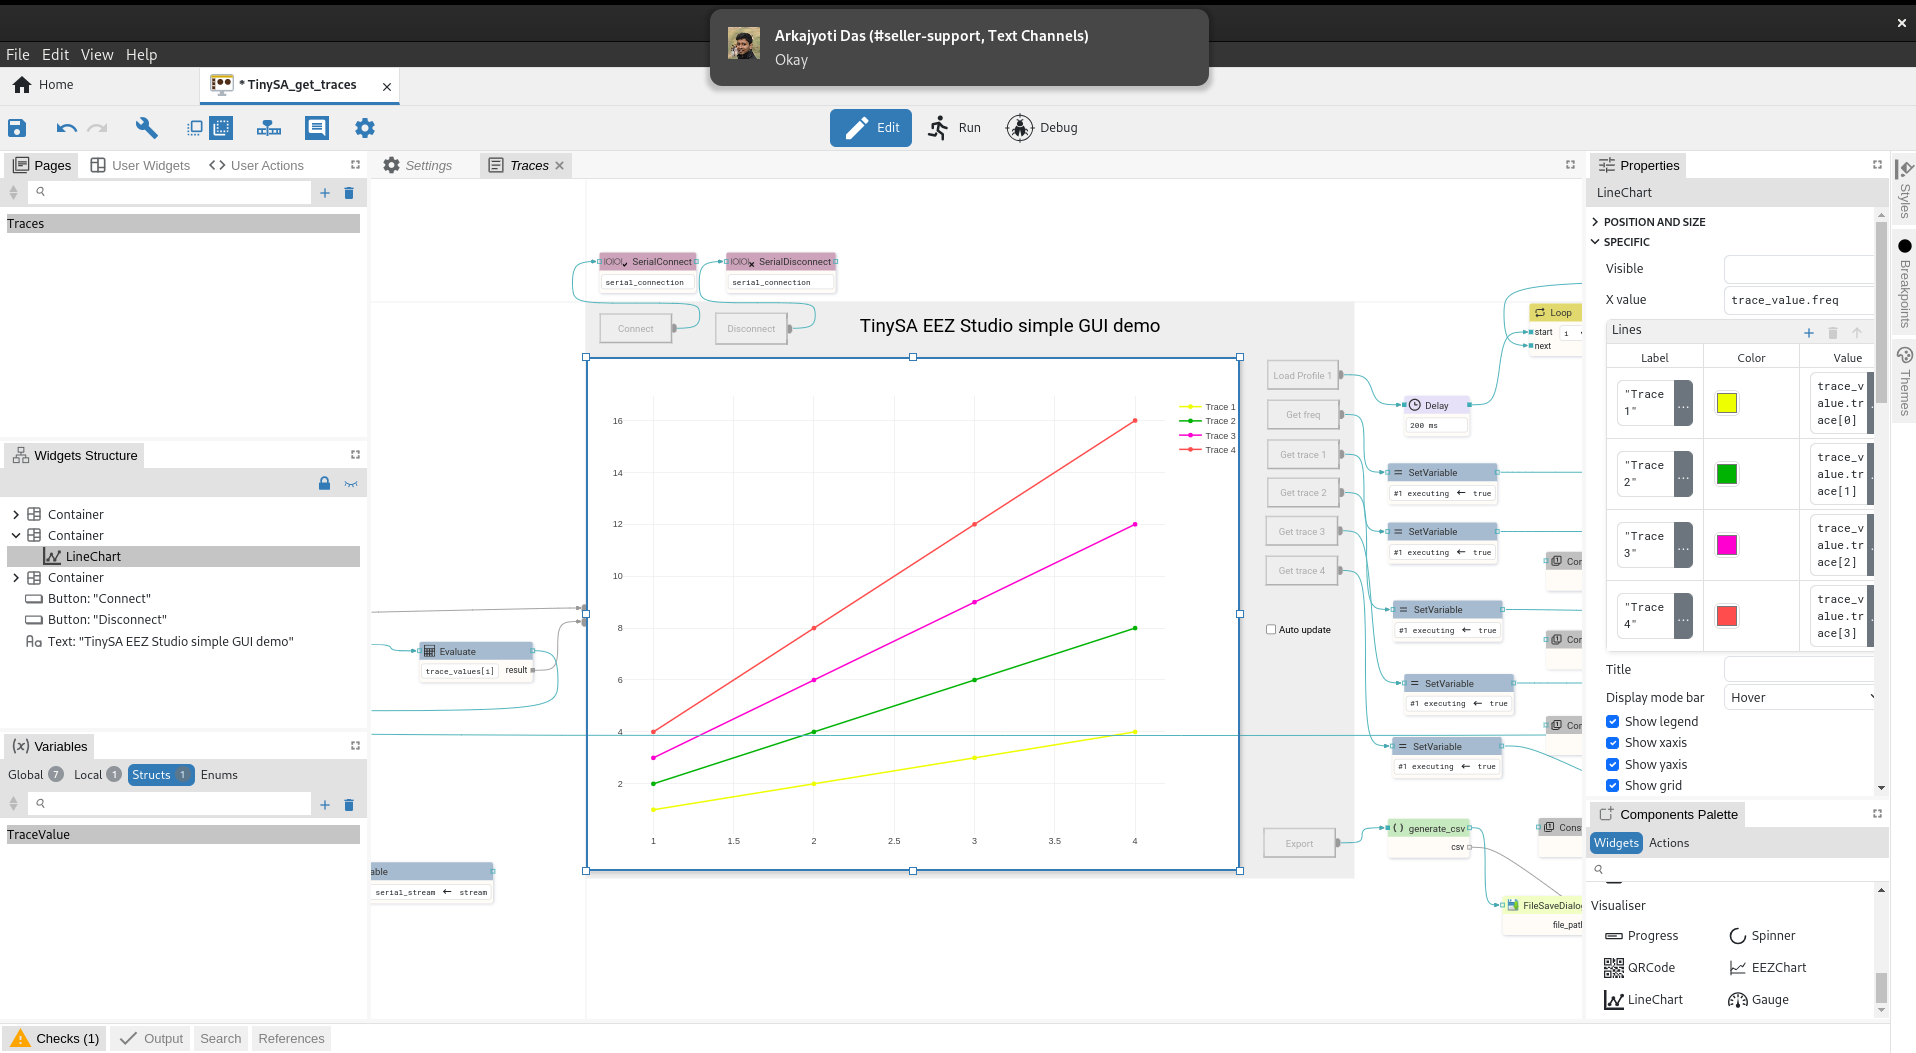 Arkajyoti Das (#seller-support, Text Channels)
Okay
File Edit View Help
Home
* TinySA_get_traces
Edit
Run
Debug
Pages
User Widgets
User Actions
Traces
Widgets Structure
Container
Container
LineChart
Container
Button: "Connect"
Button: "Disconnect"
Text: "TinySA EEZ Studio simple GUI demo"
Variables
Global 7 Local 1 Structs 1 Enums
TraceValue
Settings
Traces
SerialConnect
serial_connection
SerialDisconnect
serial_connection
Connect
Disconnect
TinySA EEZ Studio simple GUI demo
Trace 1
Trace 2
Trace 3
Trace 4
16
14
12
10
8
6
4
2
1 1.5 2 2.5 3 3.5 4
Evaluate
trace_values[i]
result
able
serial_stream ← stream
Load Profile 1
Get freq
Get trace 1
Get trace 2
Get trace 3
Get trace 4
Auto update
Export
Loop
start
i
next
Delay
200 ms
SetVariable
#1 executing ← true
SetVariable
#1 executing ← true
Con
SetVariable
#1 executing ← true
Con
SetVariable
#1 executing ← true
Con
SetVariable
#1 executing ← true
generate_csv
csv
Cons
FileSaveDialo
file_pat
Properties
LineChart
POSITION AND SIZE
SPECIFIC
Visible
X value
trace_value.freq
Lines
Label Color Value
"Trace 1"
...
trace_value.trace[0]
"Trace 2"
...
trace_value.trace[1]
"Trace 3"
...
trace_value.trace[2]
"Trace 4"
...
trace_value.trace[3]
Title
Display mode bar
Hover
Show legend
Show xaxis
Show yaxis
Show grid
Components Palette
Widgets
Actions
Visualiser
Progress
Spinner
QRCode
EEZChart
LineChart
Gauge
Styles
Breakpoints
Themes
Checks (1)
Output
Search
References